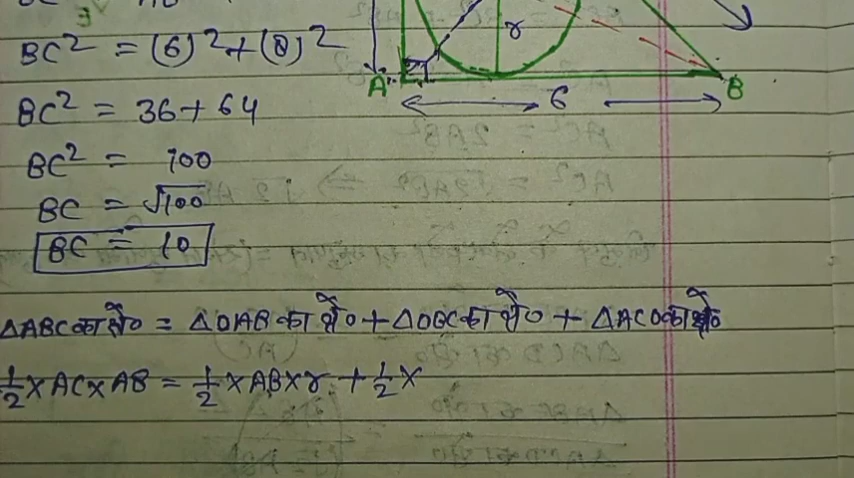 BC² = (6)² + (8)²
BC² = 36 + 64
BC² = 100
BC = √100
BC = 10
r
A
6
B
ΔABC का क्षे० = ΔOAB का क्षे० + ΔOBC का क्षे० + ΔACO का क्षे०
1/2 × AC × AB = 1/2 × AB × r + 1/2 ×